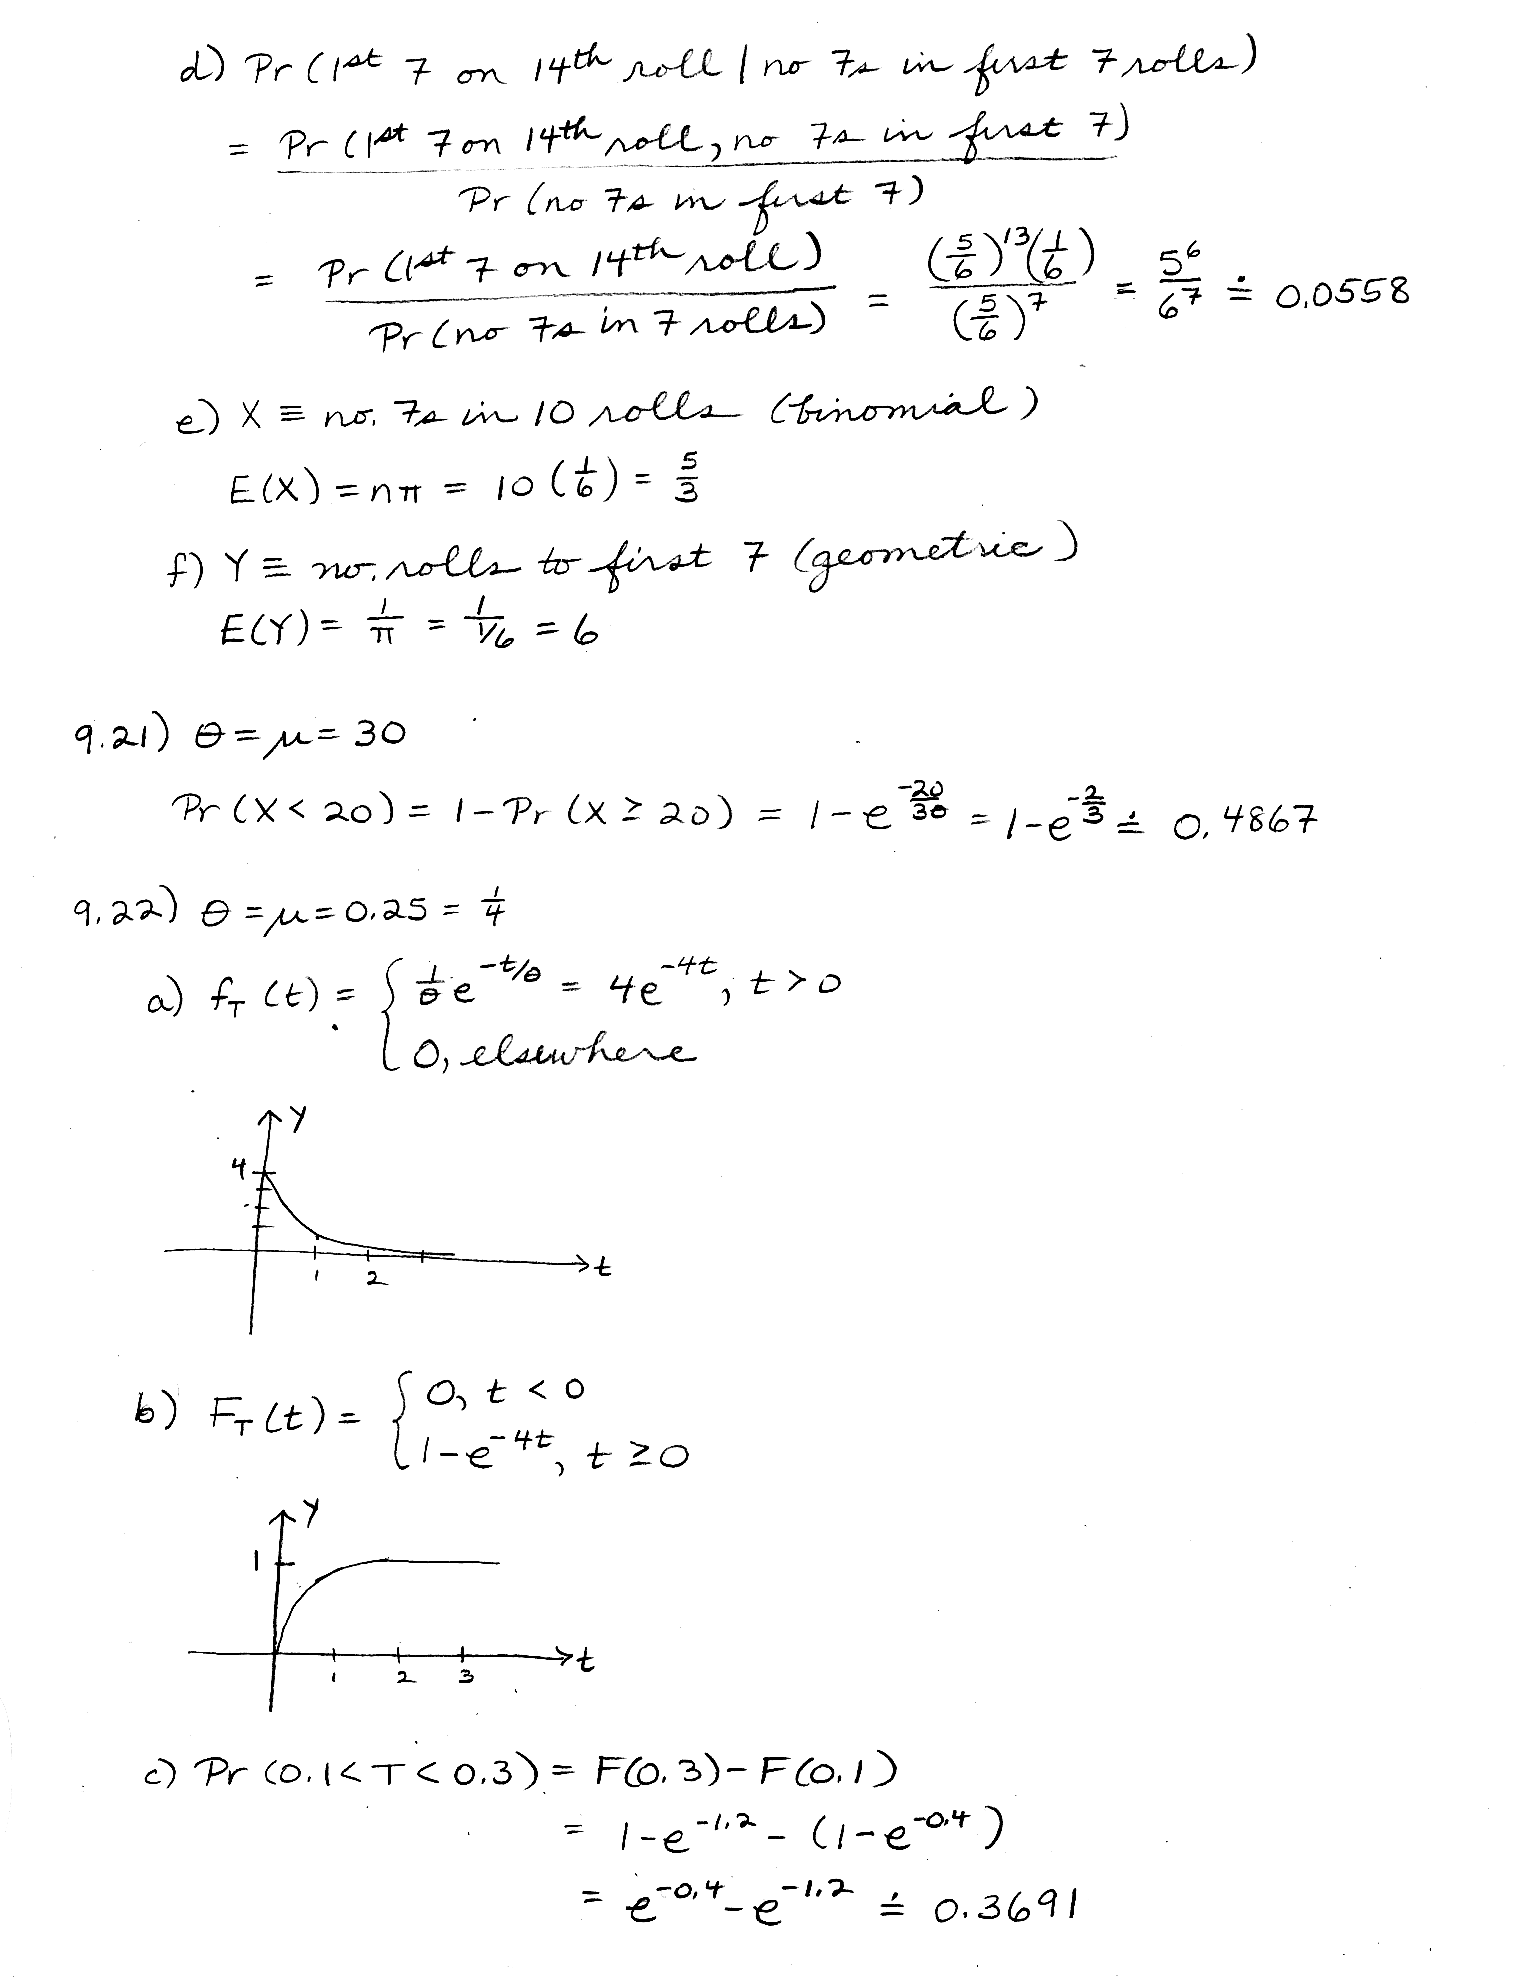 d) Pr (1st 7 on 14th roll | no 7s in first 7 rolls)
= Pr (1st 7 on 14th roll, no 7s in first 7)
Pr (no 7s in first 7)
= Pr (1st 7 on 14th roll) / Pr (no 7s in 7 rolls) = (5/6)^13 (1/6) / (5/6)^7 = 5^6/6^7 ≐ 0.0558
e) X ≡ no. 7s in 10 rolls (binomial)
E(X) = nπ = 10 (1/6) = 5/3
f) Y ≡ no. rolls to first 7 (geometric)
E(Y) = 1/π = 1/1/6 = 6
9.21) θ = μ = 30
Pr (X < 20) = 1 - Pr (X ≥ 20) = 1 - e^-20/30 = 1 - e^-2/3 ≐ 0.4867
9.22) θ = μ = 0.25 = 1/4
a) f_T (t) = { 1/θ e^-t/θ = 4e^-4t, t > 0
0, elsewhere
Y
4
t
1 2
b) F_T (t) = { 0, t < 0
1 - e^-4t, t ≥ 0
Y
1
t
1 2 3
c) Pr (0.1 < T < 0.3) = F(0.3) - F(0.1)
= 1 - e^-1.2 - (1 - e^-0.4)
= e^-0.4 - e^-1.2 ≐ 0.3691